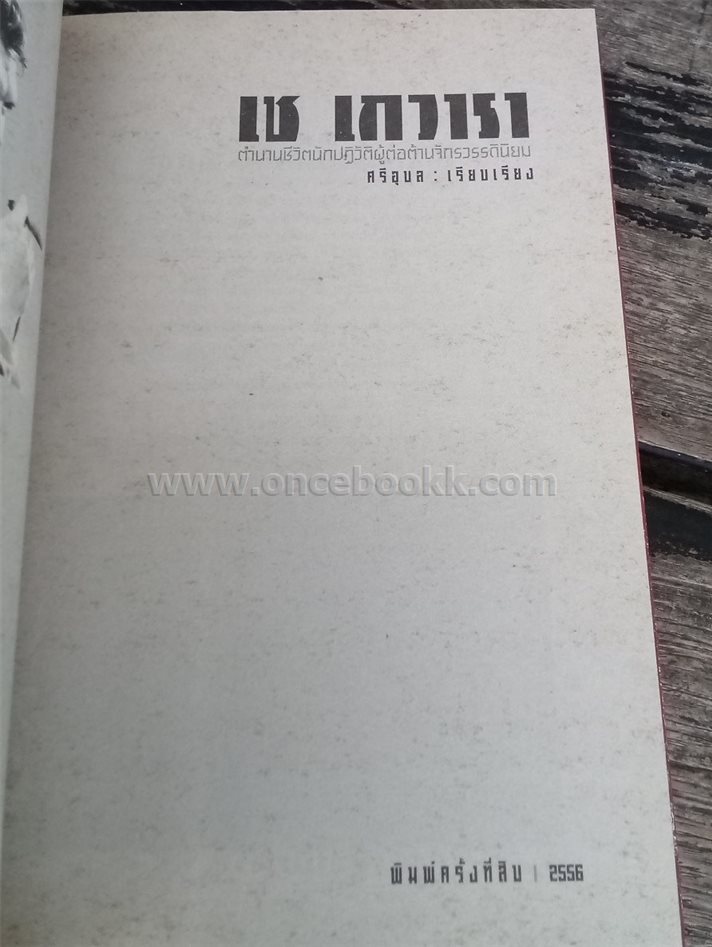 เช เกวารา
ตำนานชีวิตนักปฏิวัติผู้ต่อต้านจักรวรรดินิยม
ศรีอุบล : เรียบเรียง
www.oncebookk.com
พิมพ์ครั้งที่สิบ | 2556